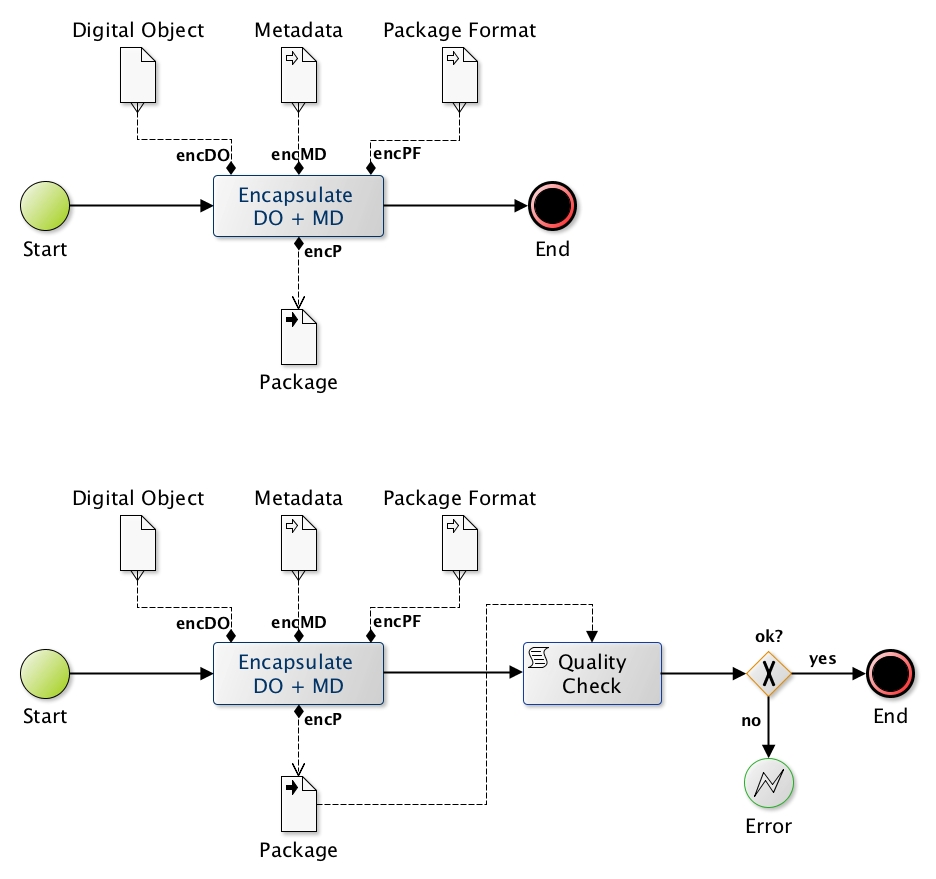 Digital Object
Metadata
Package Format
encDO
encMD
encPF
Encapsulate
DO + MD
Start
End
encP
Package
Digital Object
Metadata
Package Format
encDO
encMD
encPF
ok?
Encapsulate
DO + MD
Quality
Check
yes
Start
End
encP
no
Error
Package